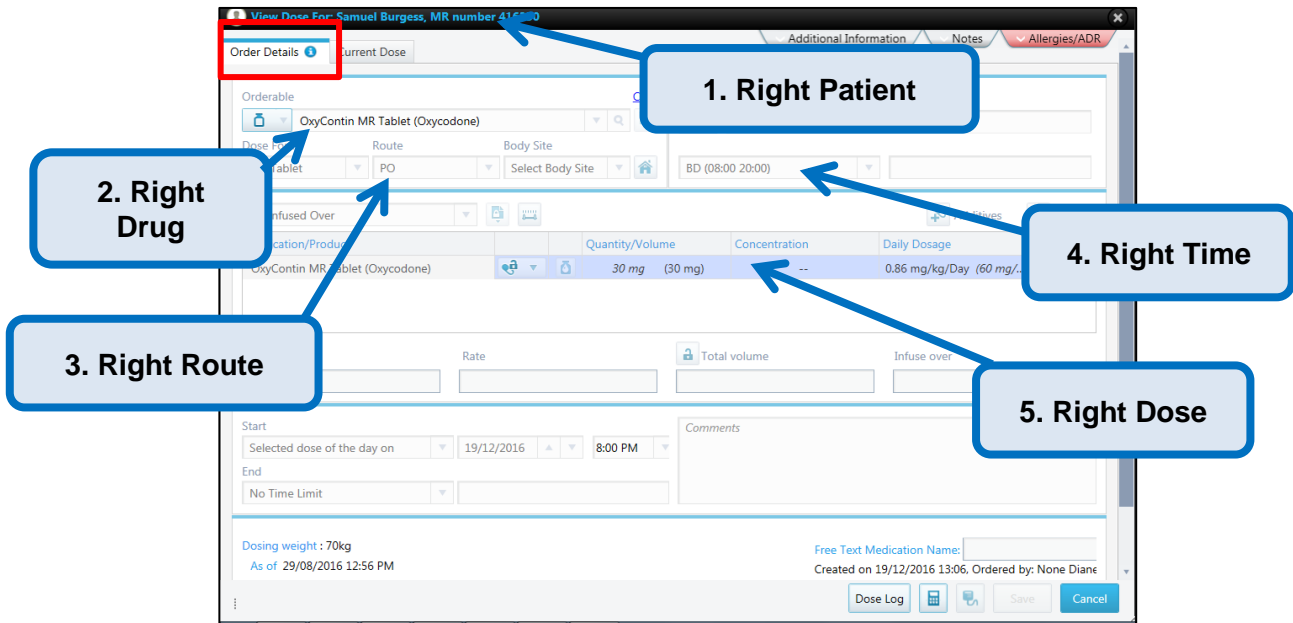 View Dose For: Samuel Burgess, MR number
Order Details
Current Dose
Additional Information
Notes
Allergies/ADR
1. Right Patient
Orderable
OxyContin MR Tablet (Oxycodone)
Route
Body Site
PO
Select Body Site
BD (08:00 20:00)
2. Right
Drug
Infused Over
4. Right Time
Quantity/Volume
Concentration
Daily Dosage
OxyContin MR Tablet (Oxycodone)
30 mg
(30 mg)
--
0.86 mg/kg/Day (60 mg/...
3. Right Route
Rate
Total volume
Infuse over
5. Right Dose
Start
Comments
Selected dose of the day on
19/12/2016
8:00 PM
End
No Time Limit
Dosing weight : 70kg
As of 29/08/2016 12:56 PM
Free Text Medication Name:
Created on 19/12/2016 13:06, Ordered by: None Diane
Dose Log
Save
Cancel